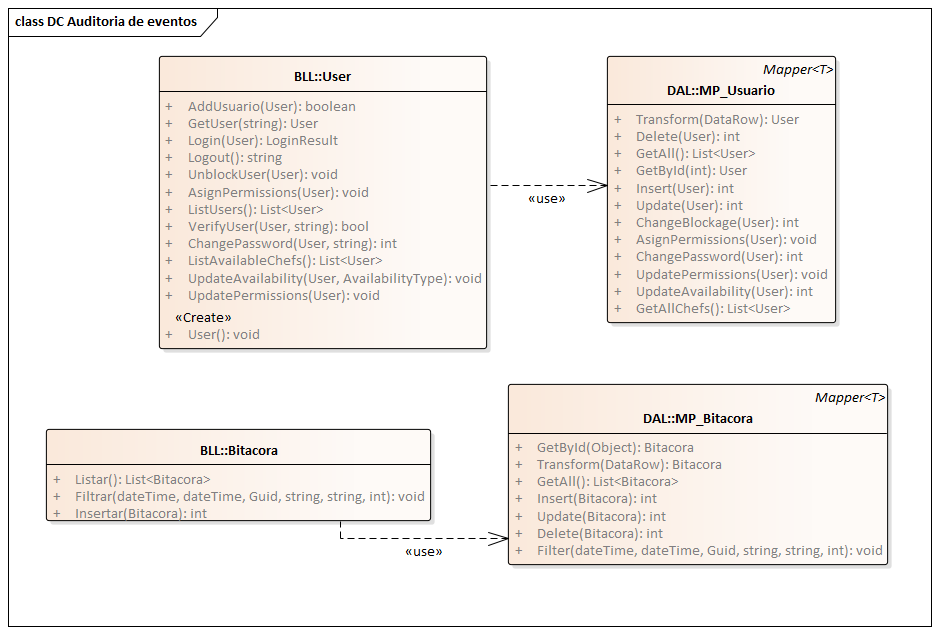 class DC Auditoria de eventos
BLL::User
+ AddUsuario(User): boolean
+ GetUser(string): User
+ Login(User): LoginResult
+ Logout(): string
+ UnblockUser(User): void
+ AsignPermissions(User): void
+ ListUsers(): List<User>
+ VerifyUser(User, string): bool
+ ChangePassword(User, string): int
+ ListAvailableChefs(): List<User>
+ UpdateAvailability(User, AvailabilityType): void
+ UpdatePermissions(User): void
«Create»
+ User(): void
«use»
Mapper<T>
DAL::MP_Usuario
+ Transform(DataRow): User
+ Delete(User): int
+ GetAll(): List<User>
+ GetById(int): User
+ Insert(User): int
+ Update(User): int
+ ChangeBlockage(User): int
+ AsignPermissions(User): void
+ ChangePassword(User): int
+ UpdatePermissions(User): void
+ UpdateAvailability(User): int
+ GetAllChefs(): List<User>
BLL::Bitacora
+ Listar(): List<Bitacora>
+ Filtrar(dateTime, dateTime, Guid, string, string, int): void
+ Insertar(Bitacora): int
«use»
Mapper<T>
DAL::MP_Bitacora
+ GetById(Object): Bitacora
+ Transform(DataRow): Bitacora
+ GetAll(): List<Bitacora>
+ Insert(Bitacora): int
+ Update(Bitacora): int
+ Delete(Bitacora): int
+ Filter(dateTime, dateTime, Guid, string, string, int): void